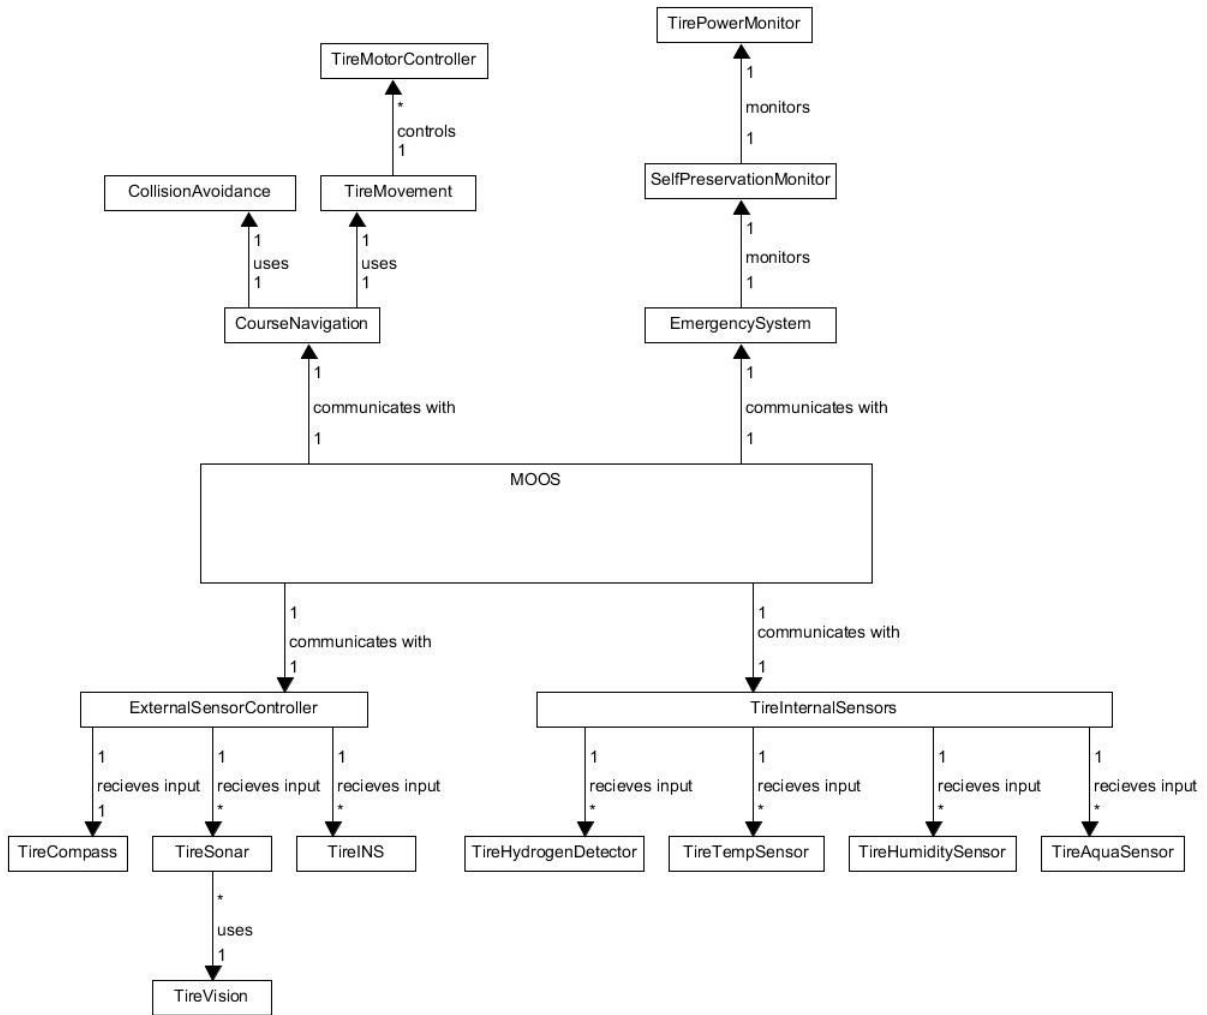 TirePowerMonitor
TireMotorController
1
*
monitors
controls
1
1
CollisionAvoidance
TireMovement
SelfPreservationMonitor
1
1
1
uses
uses
monitors
1
1
1
CourseNavigation
EmergencySystem
1
1
communicates with
communicates with
1
1
MOOS
1
1
communicates with
communicates with
1
1
ExternalSensorController
TireInternalSensors
1
1
1
1
1
1
1
recieves input
recieves input
recieves input
recieves input
recieves input
recieves input
recieves input
1
*
*
*
*
*
*
TireCompass
TireSonar
TireINS
TireHydrogenDetector
TireTempSensor
TireHumiditySensor
TireAquaSensor
*
uses
1
TireVision